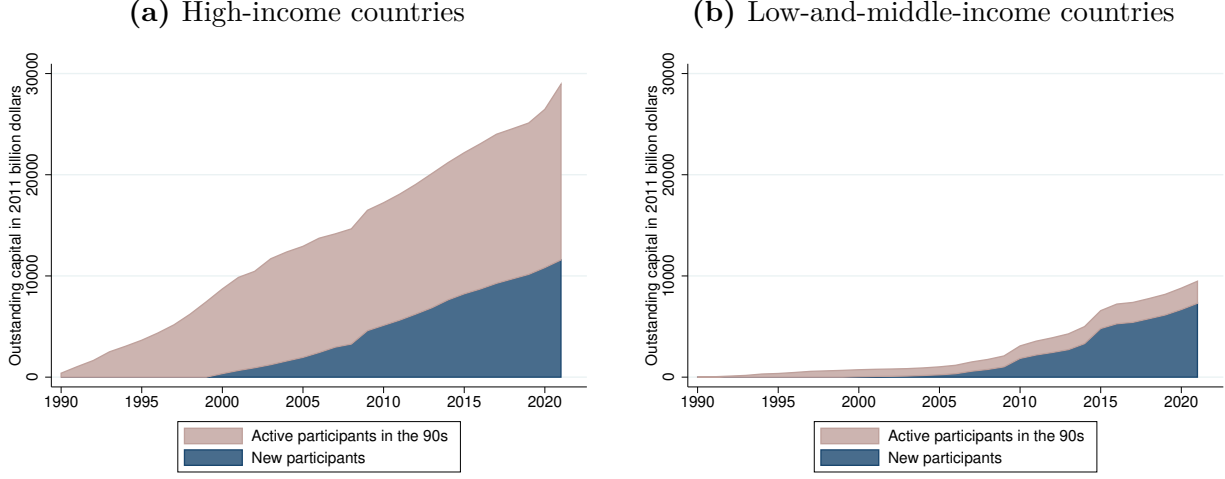 (a) High-income countries
Outstanding capital in 2011 billion dollars
30000
20000
10000
0
1990 1995 2000 2005 2010 2015 2020
Active participants in the 90s
New participants
(b) Low-and-middle-income countries
Outstanding capital in 2011 billion dollars
30000
20000
10000
0
1990 1995 2000 2005 2010 2015 2020
Active participants in the 90s
New participants